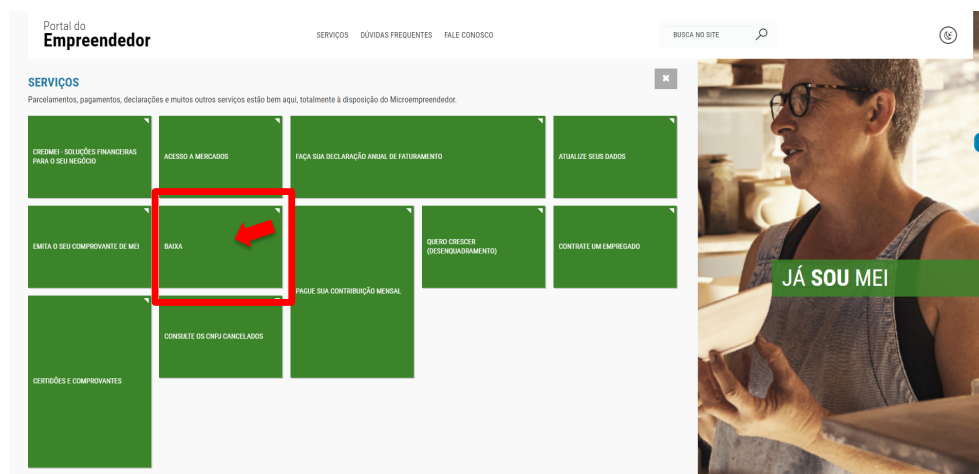 Portal do
Empreendedor
SERVIÇOS DÚVIDAS FREQUENTES FALE CONOSCO
BUSCA NO SITE
SERVIÇOS
Parcelamentos, pagamentos, declarações e muitos outros serviços estão bem aqui, totalmente à disposição do Microempreendedor.
CREDMEI - SOLUÇÕES FINANCEIRAS
PARA O SEU NEGÓCIO
ACESSO A MERCADOS
FAÇA SUA DECLARAÇÃO ANUAL DE FATURAMENTO
ATUALIZE SEUS DADOS
EMITA O SEU COMPROVANTE DE MEI
BAIXA
PAGUE SUA CONTRIBUIÇÃO MENSAL
QUERO CRESCER
(DESENQUADRAMENTO)
CONTRATE UM EMPREGADO
CERTIDÕES E COMPROVANTES
CONSULTE OS CNPJ CANCELADOS
JÁ SOU MEI